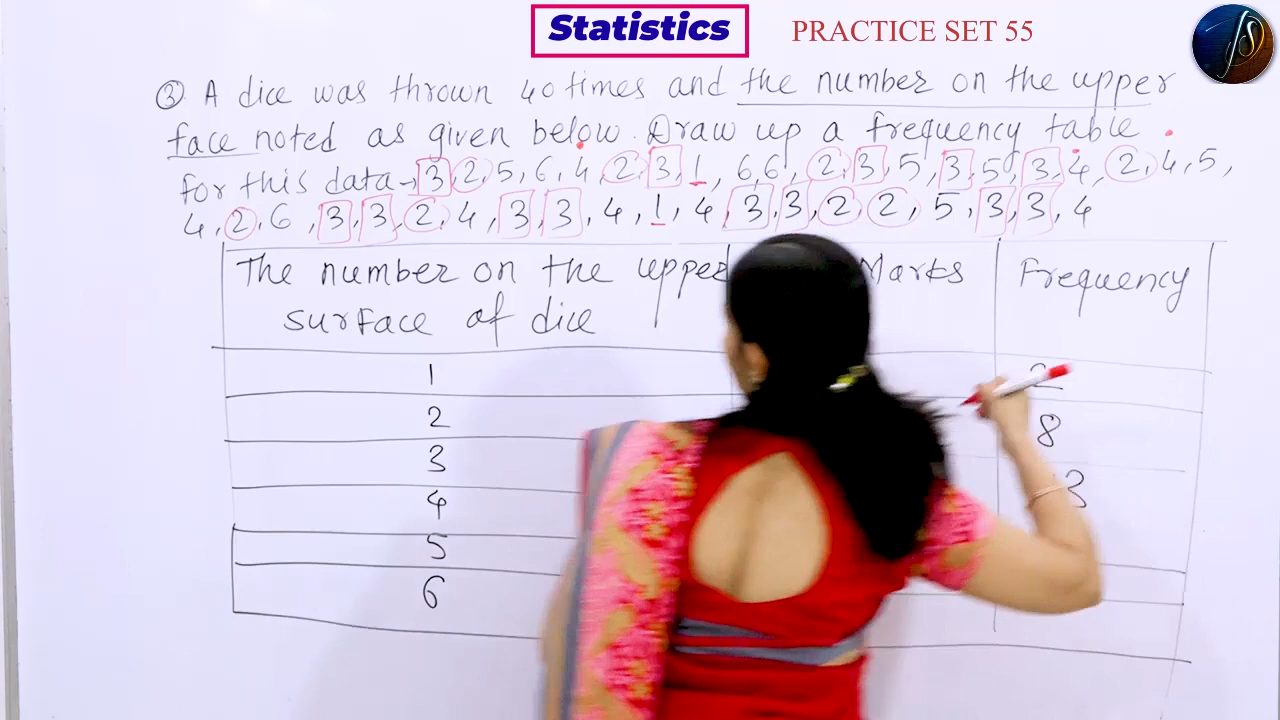 Statistics PRACTICE SET 55
③ A dice was thrown 40 times and the number on the upper
face noted as given below. Draw up a frequency table
for this data - 3, 2, 5, 6, 4, 2, 3, 1, 6, 6, 2, 3, 5, 3, 5, 3, 4, 2, 4, 5,
4, 2, 6, 3, 3, 2, 4, 3, 3, 4, 1, 4, 3, 3, 2, 2, 5, 3, 3, 4
The number on the upper Marks Frequency
surface of dice
1 2
2 8
3 3
4
5
6